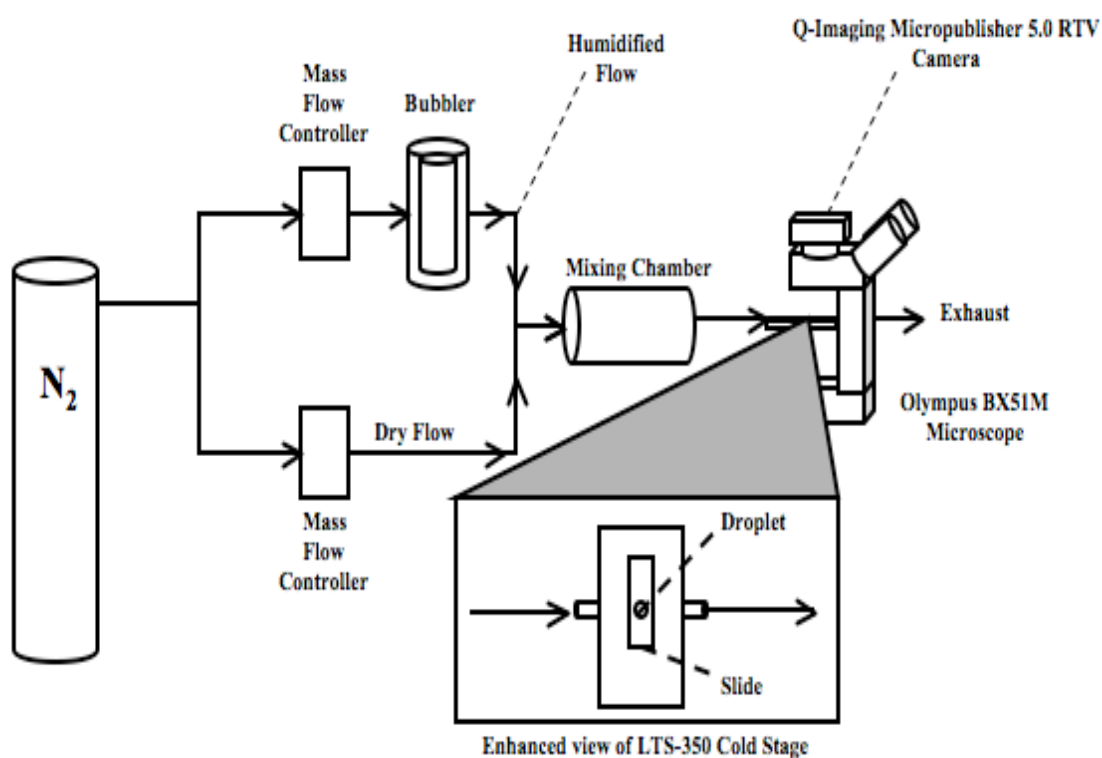 Q-Imaging Micropublisher 5.0 RTV
Camera
Humidified
Flow
Mass
Flow
Controller
Bubbler
Mixing Chamber
Exhaust
N2
Dry Flow
Olympus BX51M
Microscope
Mass
Flow
Controller
Droplet
Slide
Enhanced view of LTS-350 Cold Stage